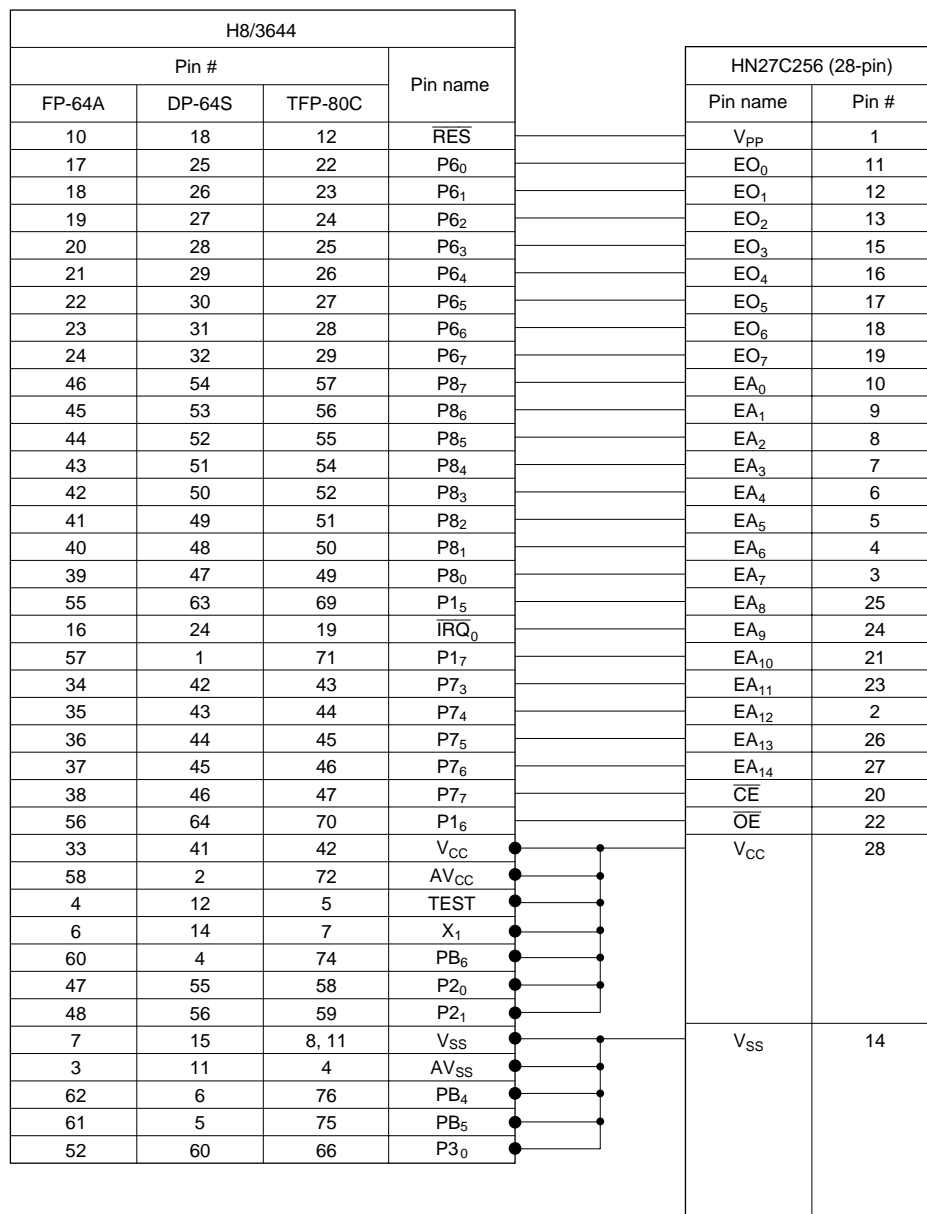 H8/3644
Pin #
Pin name
HN27C256 (28-pin)
FP-64A DP-64S TFP-80C
Pin name Pin #
10 18 12 R̅E̅S̅ V_PP 1
17 25 22 P6₀ EO₀ 11
18 26 23 P6₁ EO₁ 12
19 27 24 P6₂ EO₂ 13
20 28 25 P6₃ EO₃ 15
21 29 26 P6₄ EO₄ 16
22 30 27 P6₅ EO₅ 17
23 31 28 P6₆ EO₆ 18
24 32 29 P6₇ EO₇ 19
46 54 57 P8₇ EA₀ 10
45 53 56 P8₆ EA₁ 9
44 52 55 P8₅ EA₂ 8
43 51 54 P8₄ EA₃ 7
42 50 52 P8₃ EA₄ 6
41 49 51 P8₂ EA₅ 5
40 48 50 P8₁ EA₆ 4
39 47 49 P8₀ EA₇ 3
55 63 69 P1₅ EA₈ 25
16 24 19 I̅R̅Q̅₀ EA₉ 24
57 1 71 P1₇ EA₁₀ 21
34 42 43 P7₃ EA₁₁ 23
35 43 44 P7₄ EA₁₂ 2
36 44 45 P7₅ EA₁₃ 26
37 45 46 P7₆ EA₁₄ 27
38 46 47 P7₇ C̅E̅ 20
56 64 70 P1₆ O̅E̅ 22
33 41 42 V_CC V_CC 28
58 2 72 AV_CC
4 12 5 TEST
6 14 7 X₁
60 4 74 PB₆
47 55 58 P2₀
48 56 59 P2₁
7 15 8, 11 V_SS V_SS 14
3 11 4 AV_SS
62 6 76 PB₄
61 5 75 PB₅
52 60 66 P3₀